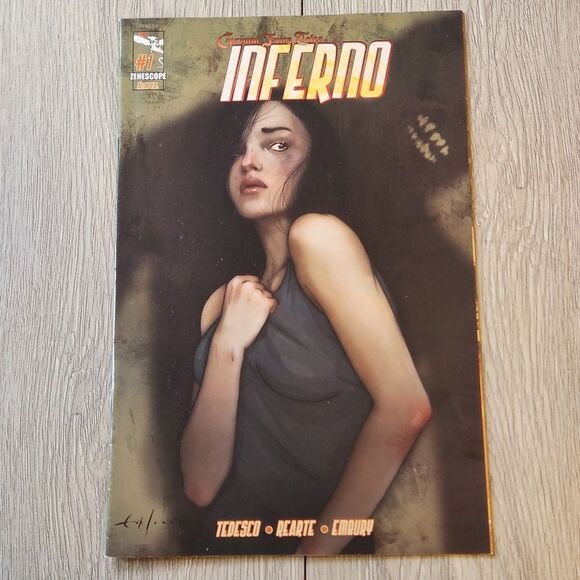 #1
ZENESCOPE
Grimm Fairy Tales
INFERNO
TEDESCO • REARTE • EMBURY